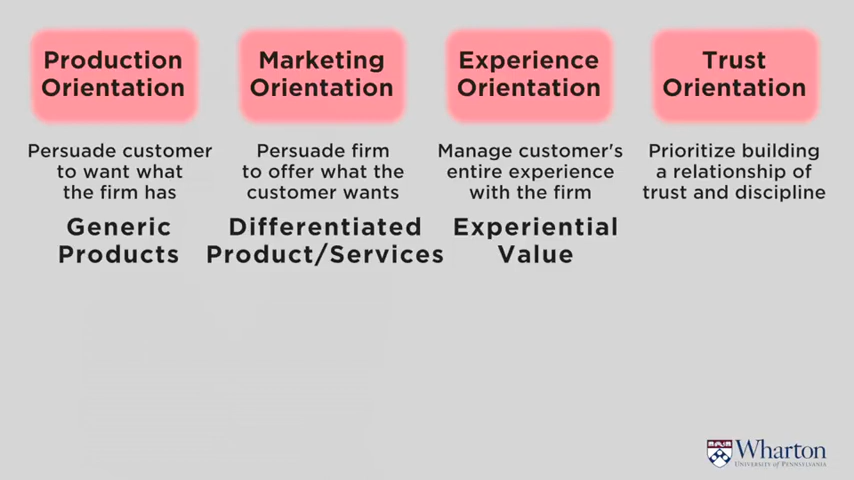 Production
Orientation
Persuade customer
to want what
the firm has
Generic
Products
Marketing
Orientation
Persuade firm
to offer what the
customer wants
Differentiated
Product/Services
Experience
Orientation
Manage customer's
entire experience
with the firm
Experiential
Value
Trust
Orientation
Prioritize building
a relationship of
trust and discipline
Wharton
UNIVERSITY of PENNSYLVANIA